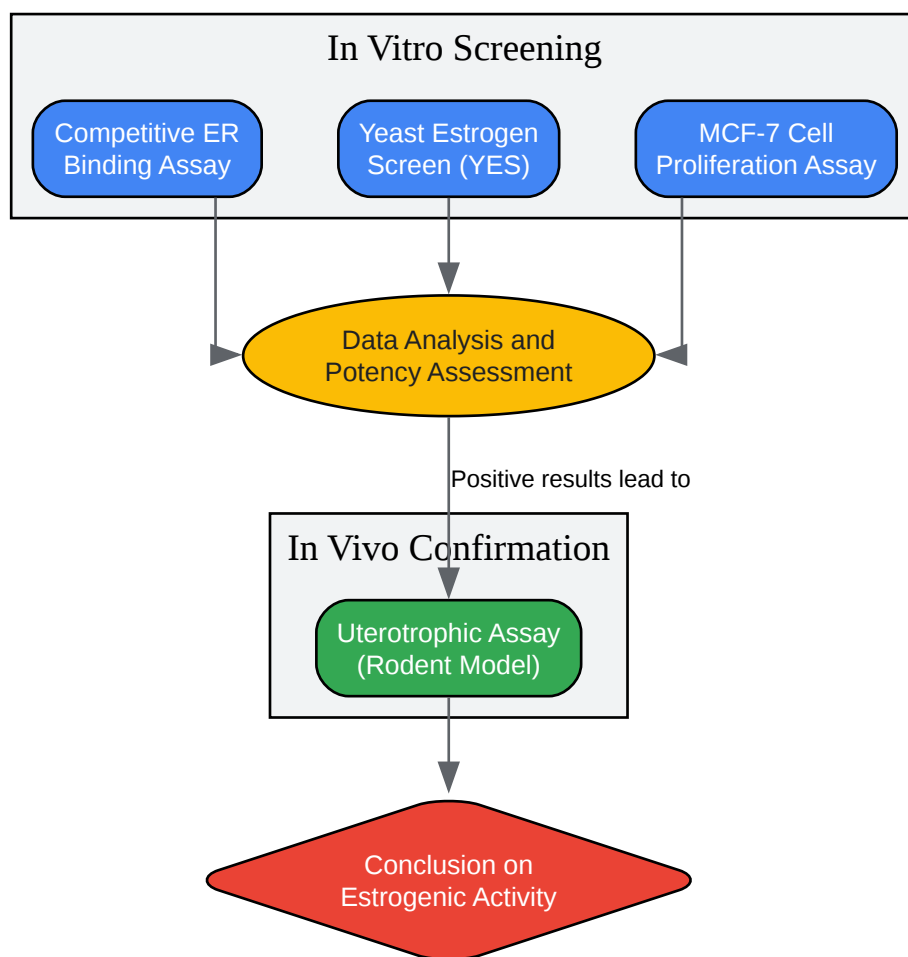 In Vitro Screening
Competitive ER
Binding Assay
Yeast Estrogen
Screen (YES)
MCF-7 Cell
Proliferation Assay
Data Analysis and
Potency Assessment
Positive results lead to
In Vivo Confirmation
Uterotrophic Assay
(Rodent Model)
Conclusion on
Estrogenic Activity